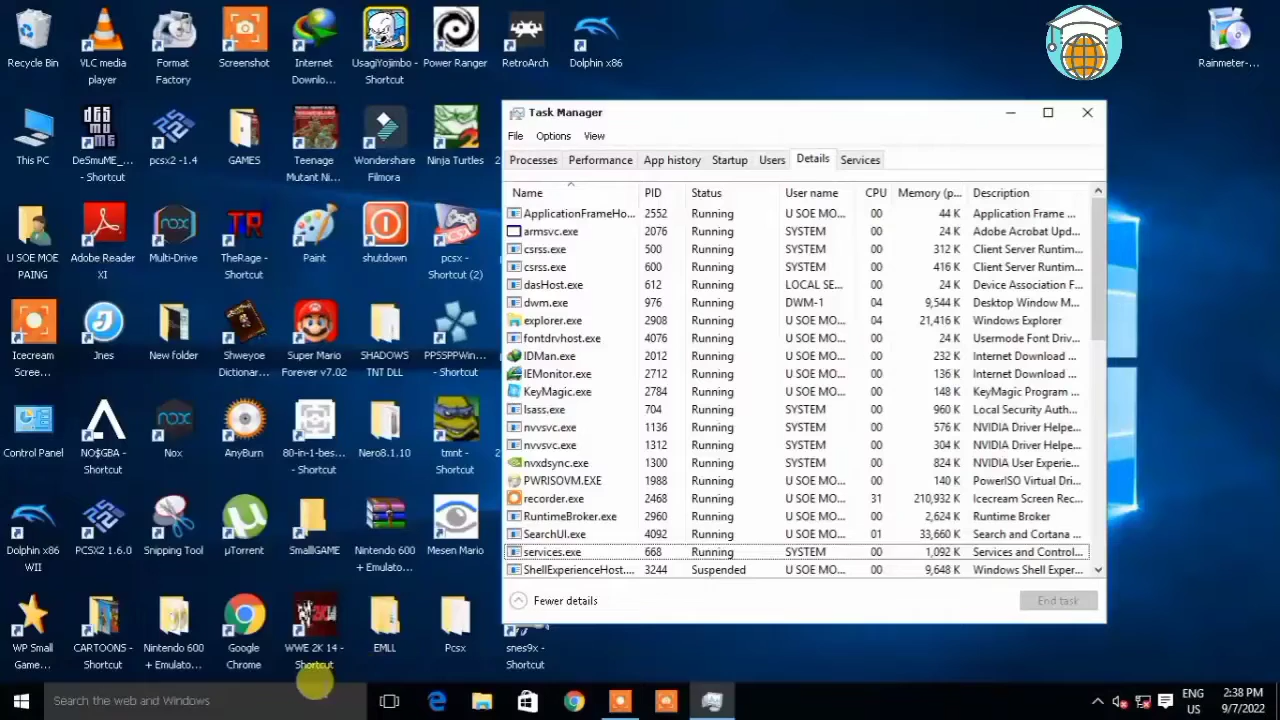 Recycle Bin
VLC media
player
Format
Factory
Screenshot
Internet
Downlo...
UsagiYojimbo -
Shortcut
Power Ranger
RetroArch
Dolphin x86
Rainmeter-...
This PC
DeSmuME_...
- Shortcut
pcsx2 -1.4
GAMES
Teenage
Mutant Ni...
Wondershare
Filmora
Ninja Turtles
U SOE MOE
PAING
Adobe Reader
XI
Multi-Drive
TheRage -
Shortcut
Paint
shutdown
pcsx -
Shortcut (2)
Icecream
Scree...
Jnes
New folder
Shweyoe
Dictionar...
Super Mario
Forever v7.02
SHADOWS
TNT DLL
PPSSPPWin...
- Shortcut
Control Panel
NO$GBA -
Shortcut
Nox
AnyBurn
80-in-1-bes...
- Shortcut
Nero8.1.10
tmnt -
Shortcut
Dolphin x86
WII
PCSX2 1.6.0
Snipping Tool
µTorrent
SmallGAME
Nintendo 600
+ Emulato...
Mesen Mario
WP Small
Game...
CARTOONS -
Shortcut
Nintendo 600
+ Emulato...
Google
Chrome
WWE 2K 14 -
Shortcut
EMLL
Pcsx
snes9x -
Shortcut
Task Manager
File Options View
Processes Performance App history Startup Users Details Services
Name PID Status User name CPU Memory (p... Description
ApplicationFrameHo... 2552 Running U SOE MO... 00 44 K Application Frame ...
armsvc.exe 2076 Running SYSTEM 00 24 K Adobe Acrobat Upd...
csrss.exe 500 Running SYSTEM 00 312 K Client Server Runtim...
csrss.exe 600 Running SYSTEM 00 416 K Client Server Runtim...
dasHost.exe 612 Running LOCAL SE... 00 24 K Device Association F...
dwm.exe 976 Running DWM-1 04 9,544 K Desktop Window M...
explorer.exe 2908 Running U SOE MO... 04 21,416 K Windows Explorer
fontdrvhost.exe 4076 Running U SOE MO... 00 24 K Usermode Font Driv...
IDMan.exe 2012 Running U SOE MO... 00 232 K Internet Download ...
IEMonitor.exe 2712 Running U SOE MO... 00 136 K Internet Download ...
KeyMagic.exe 2784 Running U SOE MO... 00 148 K KeyMagic Program ...
lsass.exe 704 Running SYSTEM 00 960 K Local Security Auth...
nvvsvc.exe 1136 Running SYSTEM 00 576 K NVIDIA Driver Helpe...
nvvsvc.exe 1312 Running SYSTEM 00 304 K NVIDIA Driver Helpe...
nwxdsync.exe 1300 Running SYSTEM 00 824 K NVIDIA User Experie...
PWRISOVM.EXE 1988 Running U SOE MO... 00 140 K PowerISO Virtual Dri...
recorder.exe 2468 Running U SOE MO... 31 210,932 K Icecream Screen Rec...
RuntimeBroker.exe 2960 Running U SOE MO... 00 2,624 K Runtime Broker
SearchUI.exe 4092 Running U SOE MO... 01 33,660 K Search and Cortana ...
services.exe 668 Running SYSTEM 00 1,092 K Services and Control...
ShellExperienceHost.... 3244 Suspended U SOE MO... 00 9,648 K Windows Shell Exper...
Fewer details
End task
Search the web and Windows
ENG
US
2:38 PM
9/7/2022